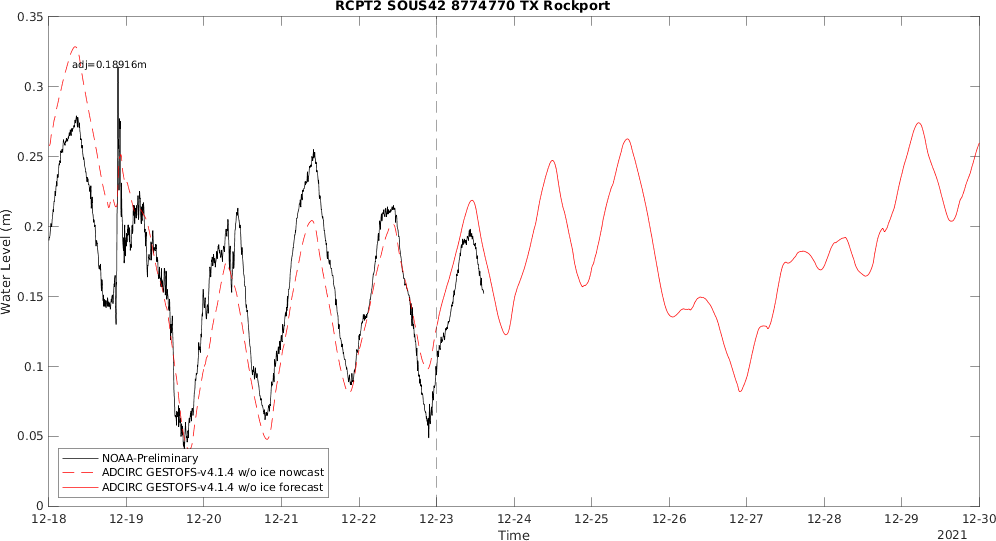 RCPT2 SOUS42 8774770 TX Rockport
0.35
0.3
0.25
0.2
0.15
0.1
0.05
0
Water Level (m)
adj=0.18916m
NOAA-Preliminary
ADCIRC GESTOFS-v4.1.4 w/o ice nowcast
ADCIRC GESTOFS-v4.1.4 w/o ice forecast
12-18 12-19 12-20 12-21 12-22 12-23 12-24 12-25 12-26 12-27 12-28 12-29 12-30
Time
2021